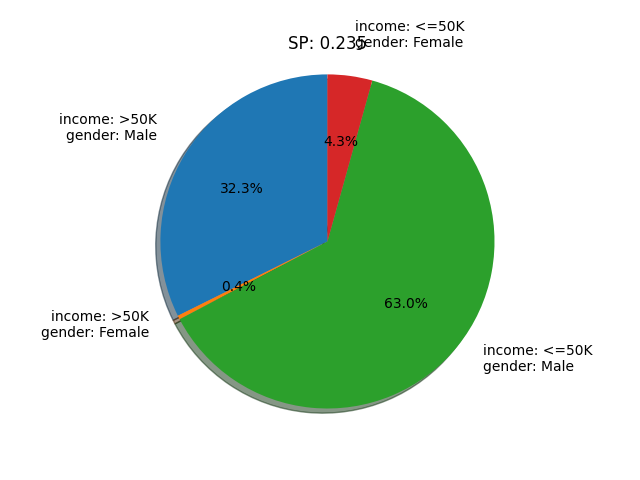 income: <=50K
gender: Female
SP: 0.235
income: >50K
gender: Male
4.3%
32.3%
0.4%
63.0%
income: >50K
gender: Female
income: <=50K
gender: Male